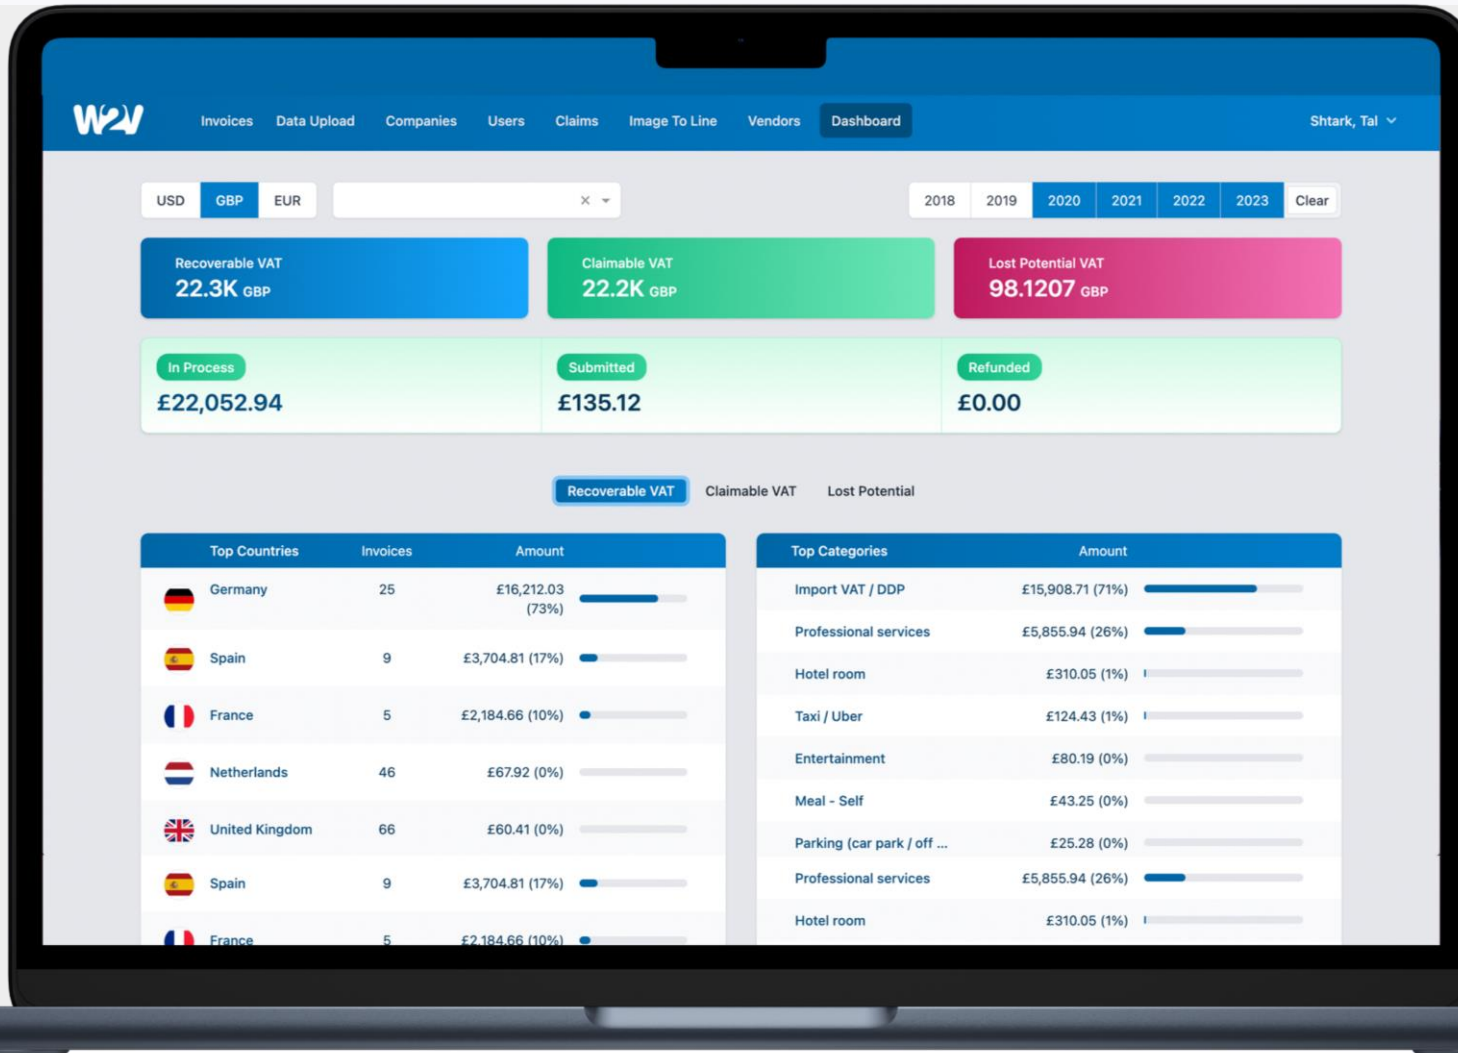 W2V
Invoices Data Upload Companies Users Claims Image To Line Vendors Dashboard Shtark, Tal
USD GBP EUR 2018 2019 2020 2021 2022 2023 Clear
Recoverable VAT
22.3K GBP
Claimable VAT
22.2K GBP
Lost Potential VAT
98.1207 GBP
In Process
£22,052.94
Submitted
£135.12
Refunded
£0.00
Recoverable VAT Claimable VAT Lost Potential
Top Countries Invoices Amount
Germany 25 £16,212.03
(73%)
Spain 9 £3,704.81 (17%)
France 5 £2,184.66 (10%)
Netherlands 46 £67.92 (0%)
United Kingdom 66 £60.41 (0%)
Spain 9 £3,704.81 (17%)
France 5 £2,184.66 (10%)
Top Categories Amount
Import VAT / DDP £15,908.71 (71%)
Professional services £5,855.94 (26%)
Hotel room £310.05 (1%)
Taxi / Uber £124.43 (1%)
Entertainment £80.19 (0%)
Meal - Self £43.25 (0%)
Parking (car park / off ... £25.28 (0%)
Professional services £5,855.94 (26%)
Hotel room £310.05 (1%)